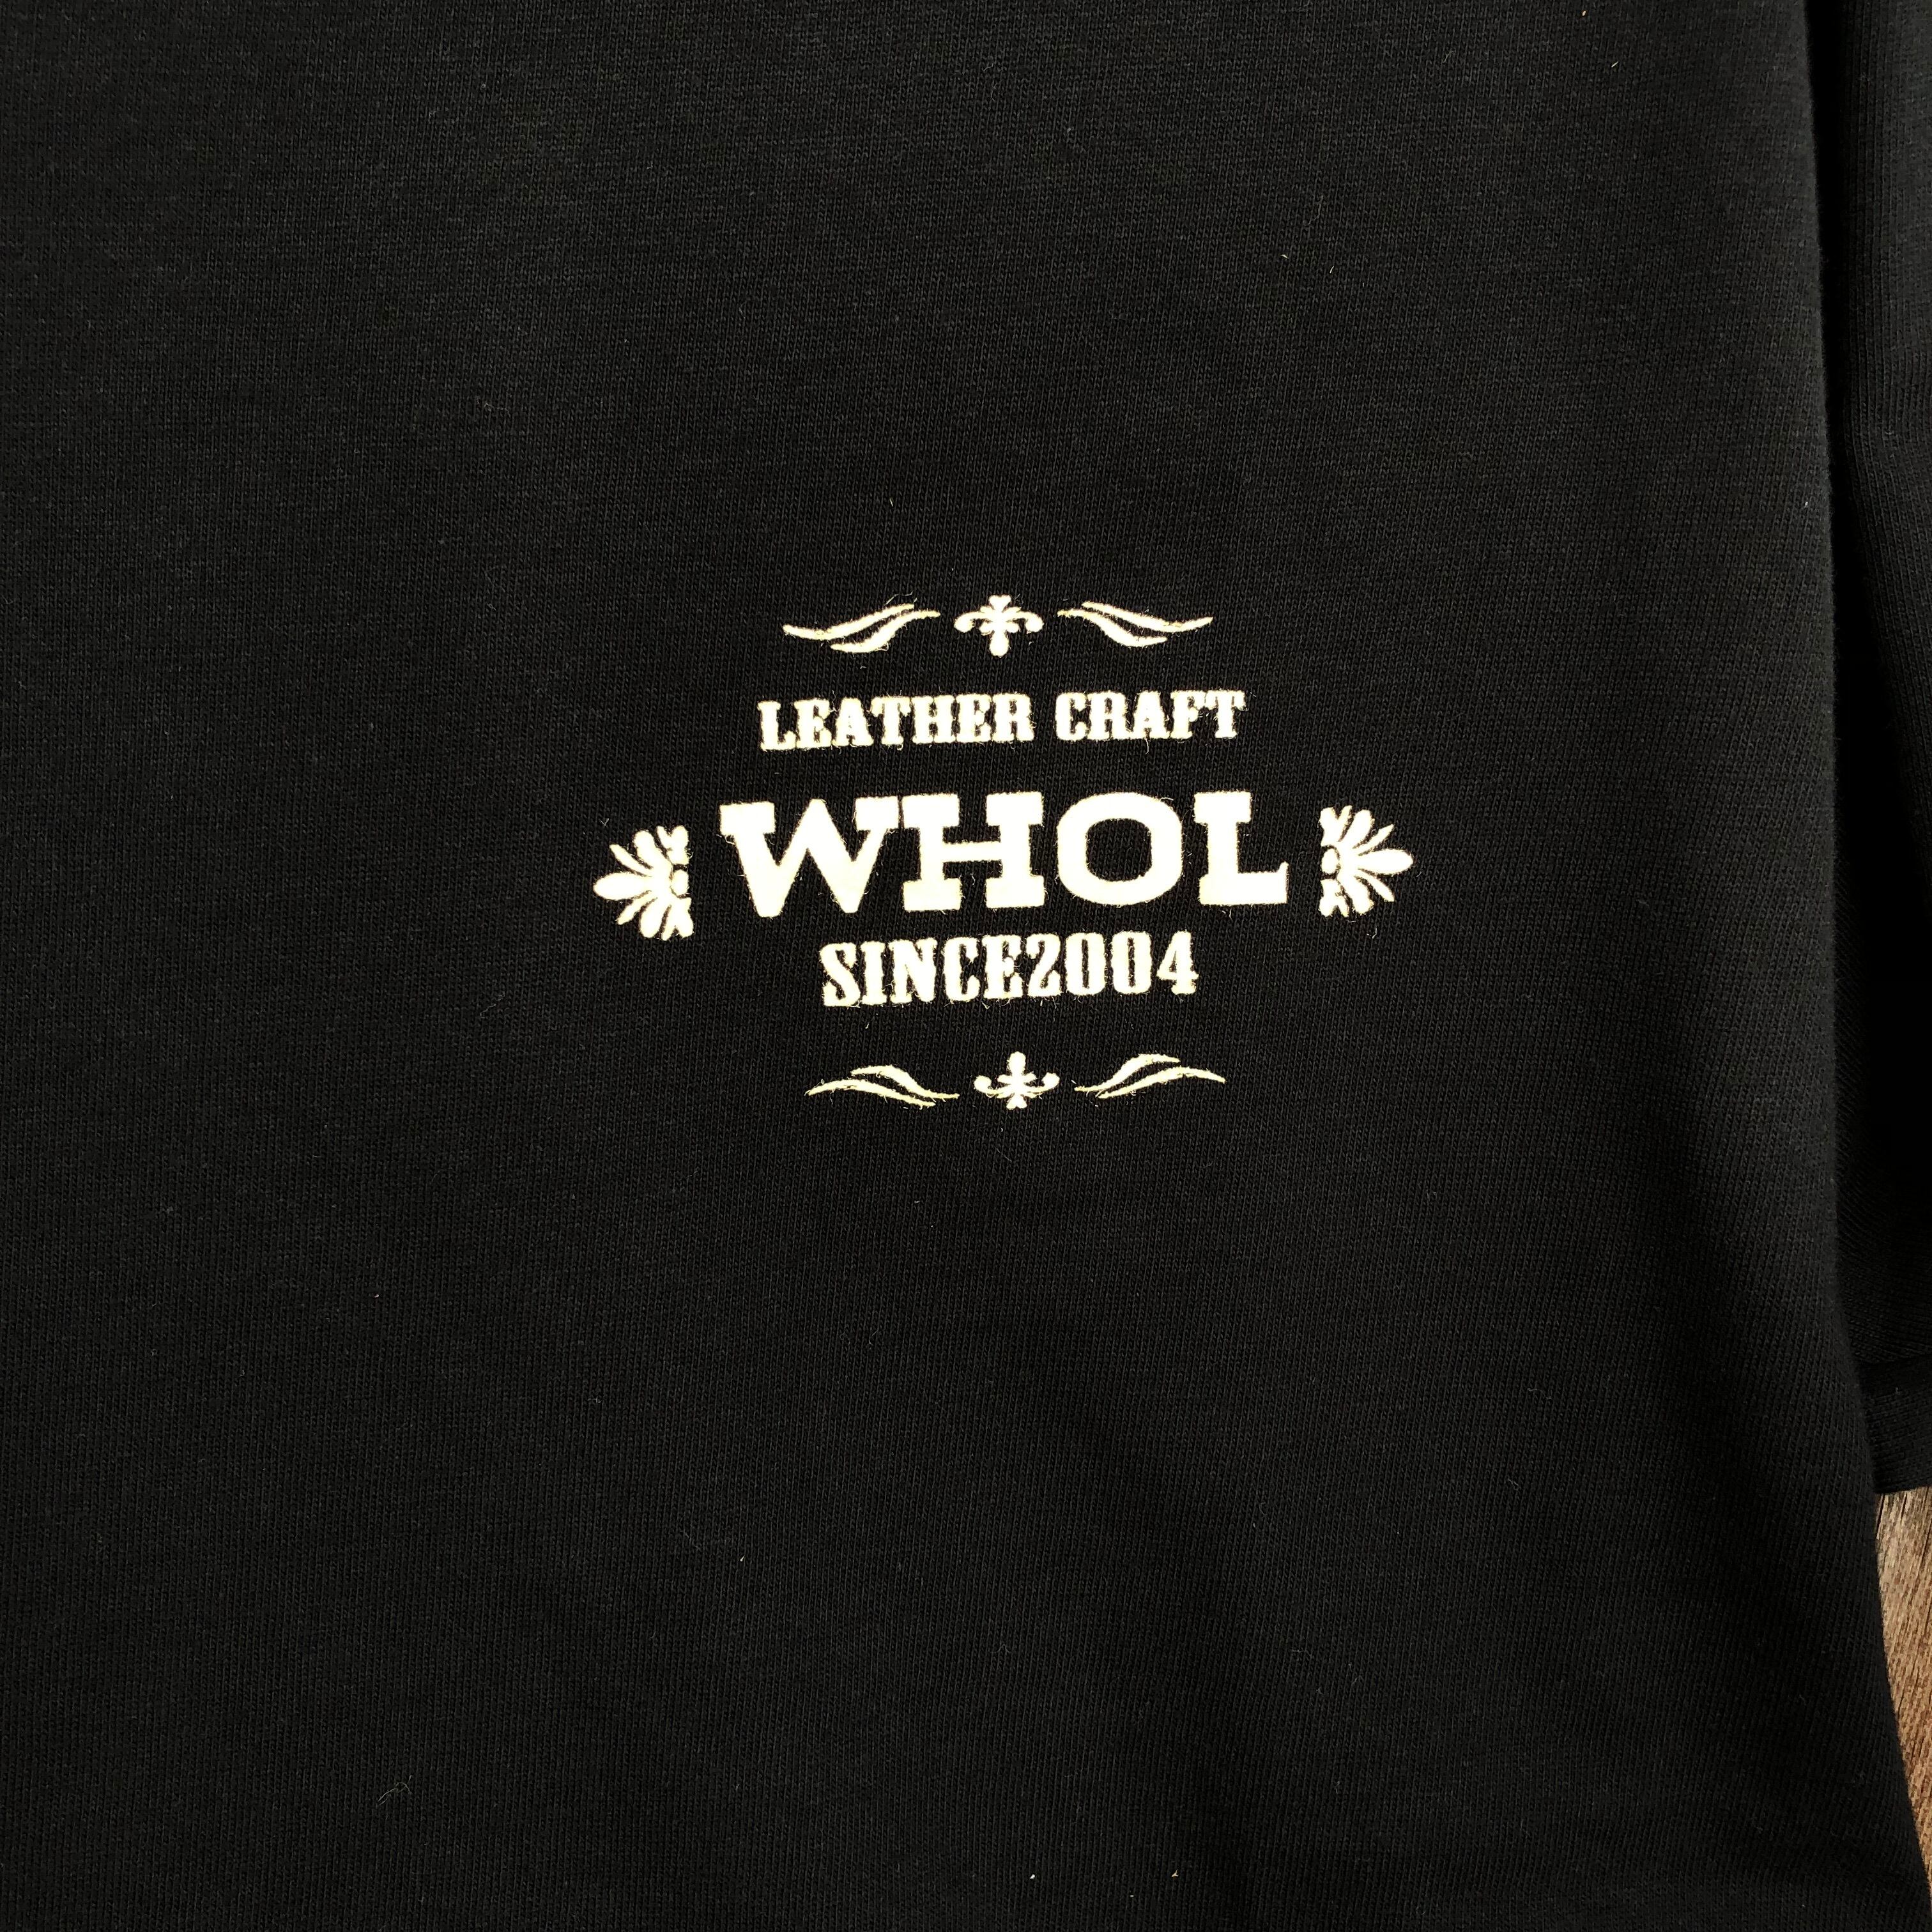 LEATHER CRAFT
WHOL
SINCE2004